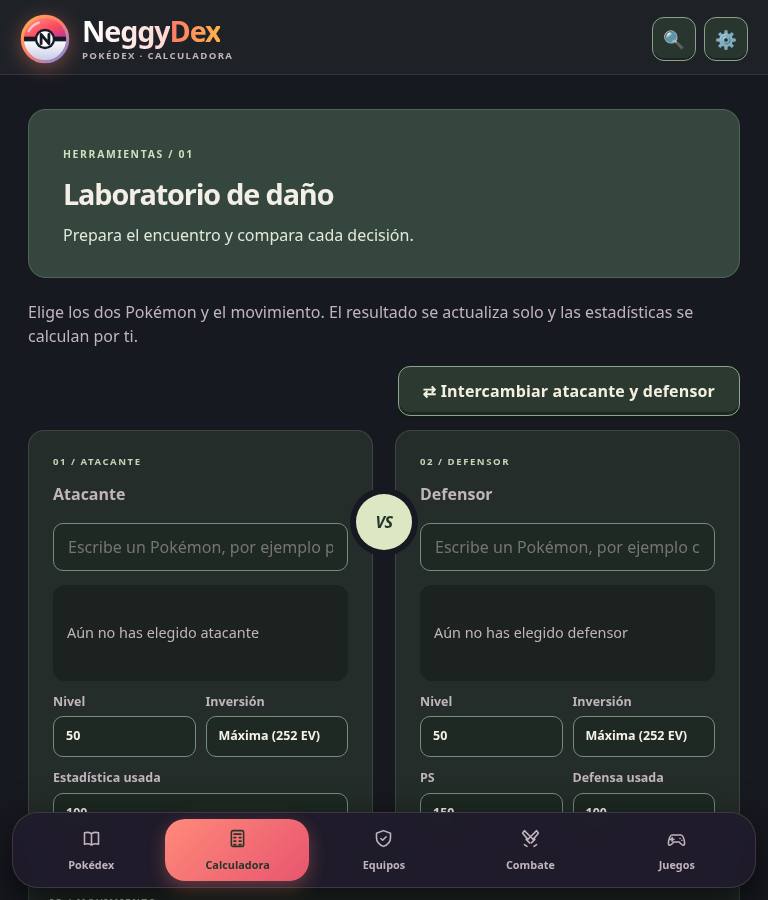 NeggyDex
POKÉDEX · CALCULADORA
HERRAMIENTAS / 01
Laboratorio de daño
Prepara el encuentro y compara cada decisión.
Elige los dos Pokémon y el movimiento. El resultado se actualiza solo y las estadísticas se
calculan por ti.
⇄ Intercambiar atacante y defensor
01 / ATACANTE
Atacante
Escribe un Pokémon, por ejemplo p
Aún no has elegido atacante
Nivel
Inversión
50
Máxima (252 EV)
Estadística usada
100
VS
02 / DEFENSOR
Defensor
Escribe un Pokémon, por ejemplo c
Aún no has elegido defensor
Nivel
Inversión
50
Máxima (252 EV)
PS
Defensa usada
150
100
Pokédex
Calculadora
Equipos
Combate
Juegos